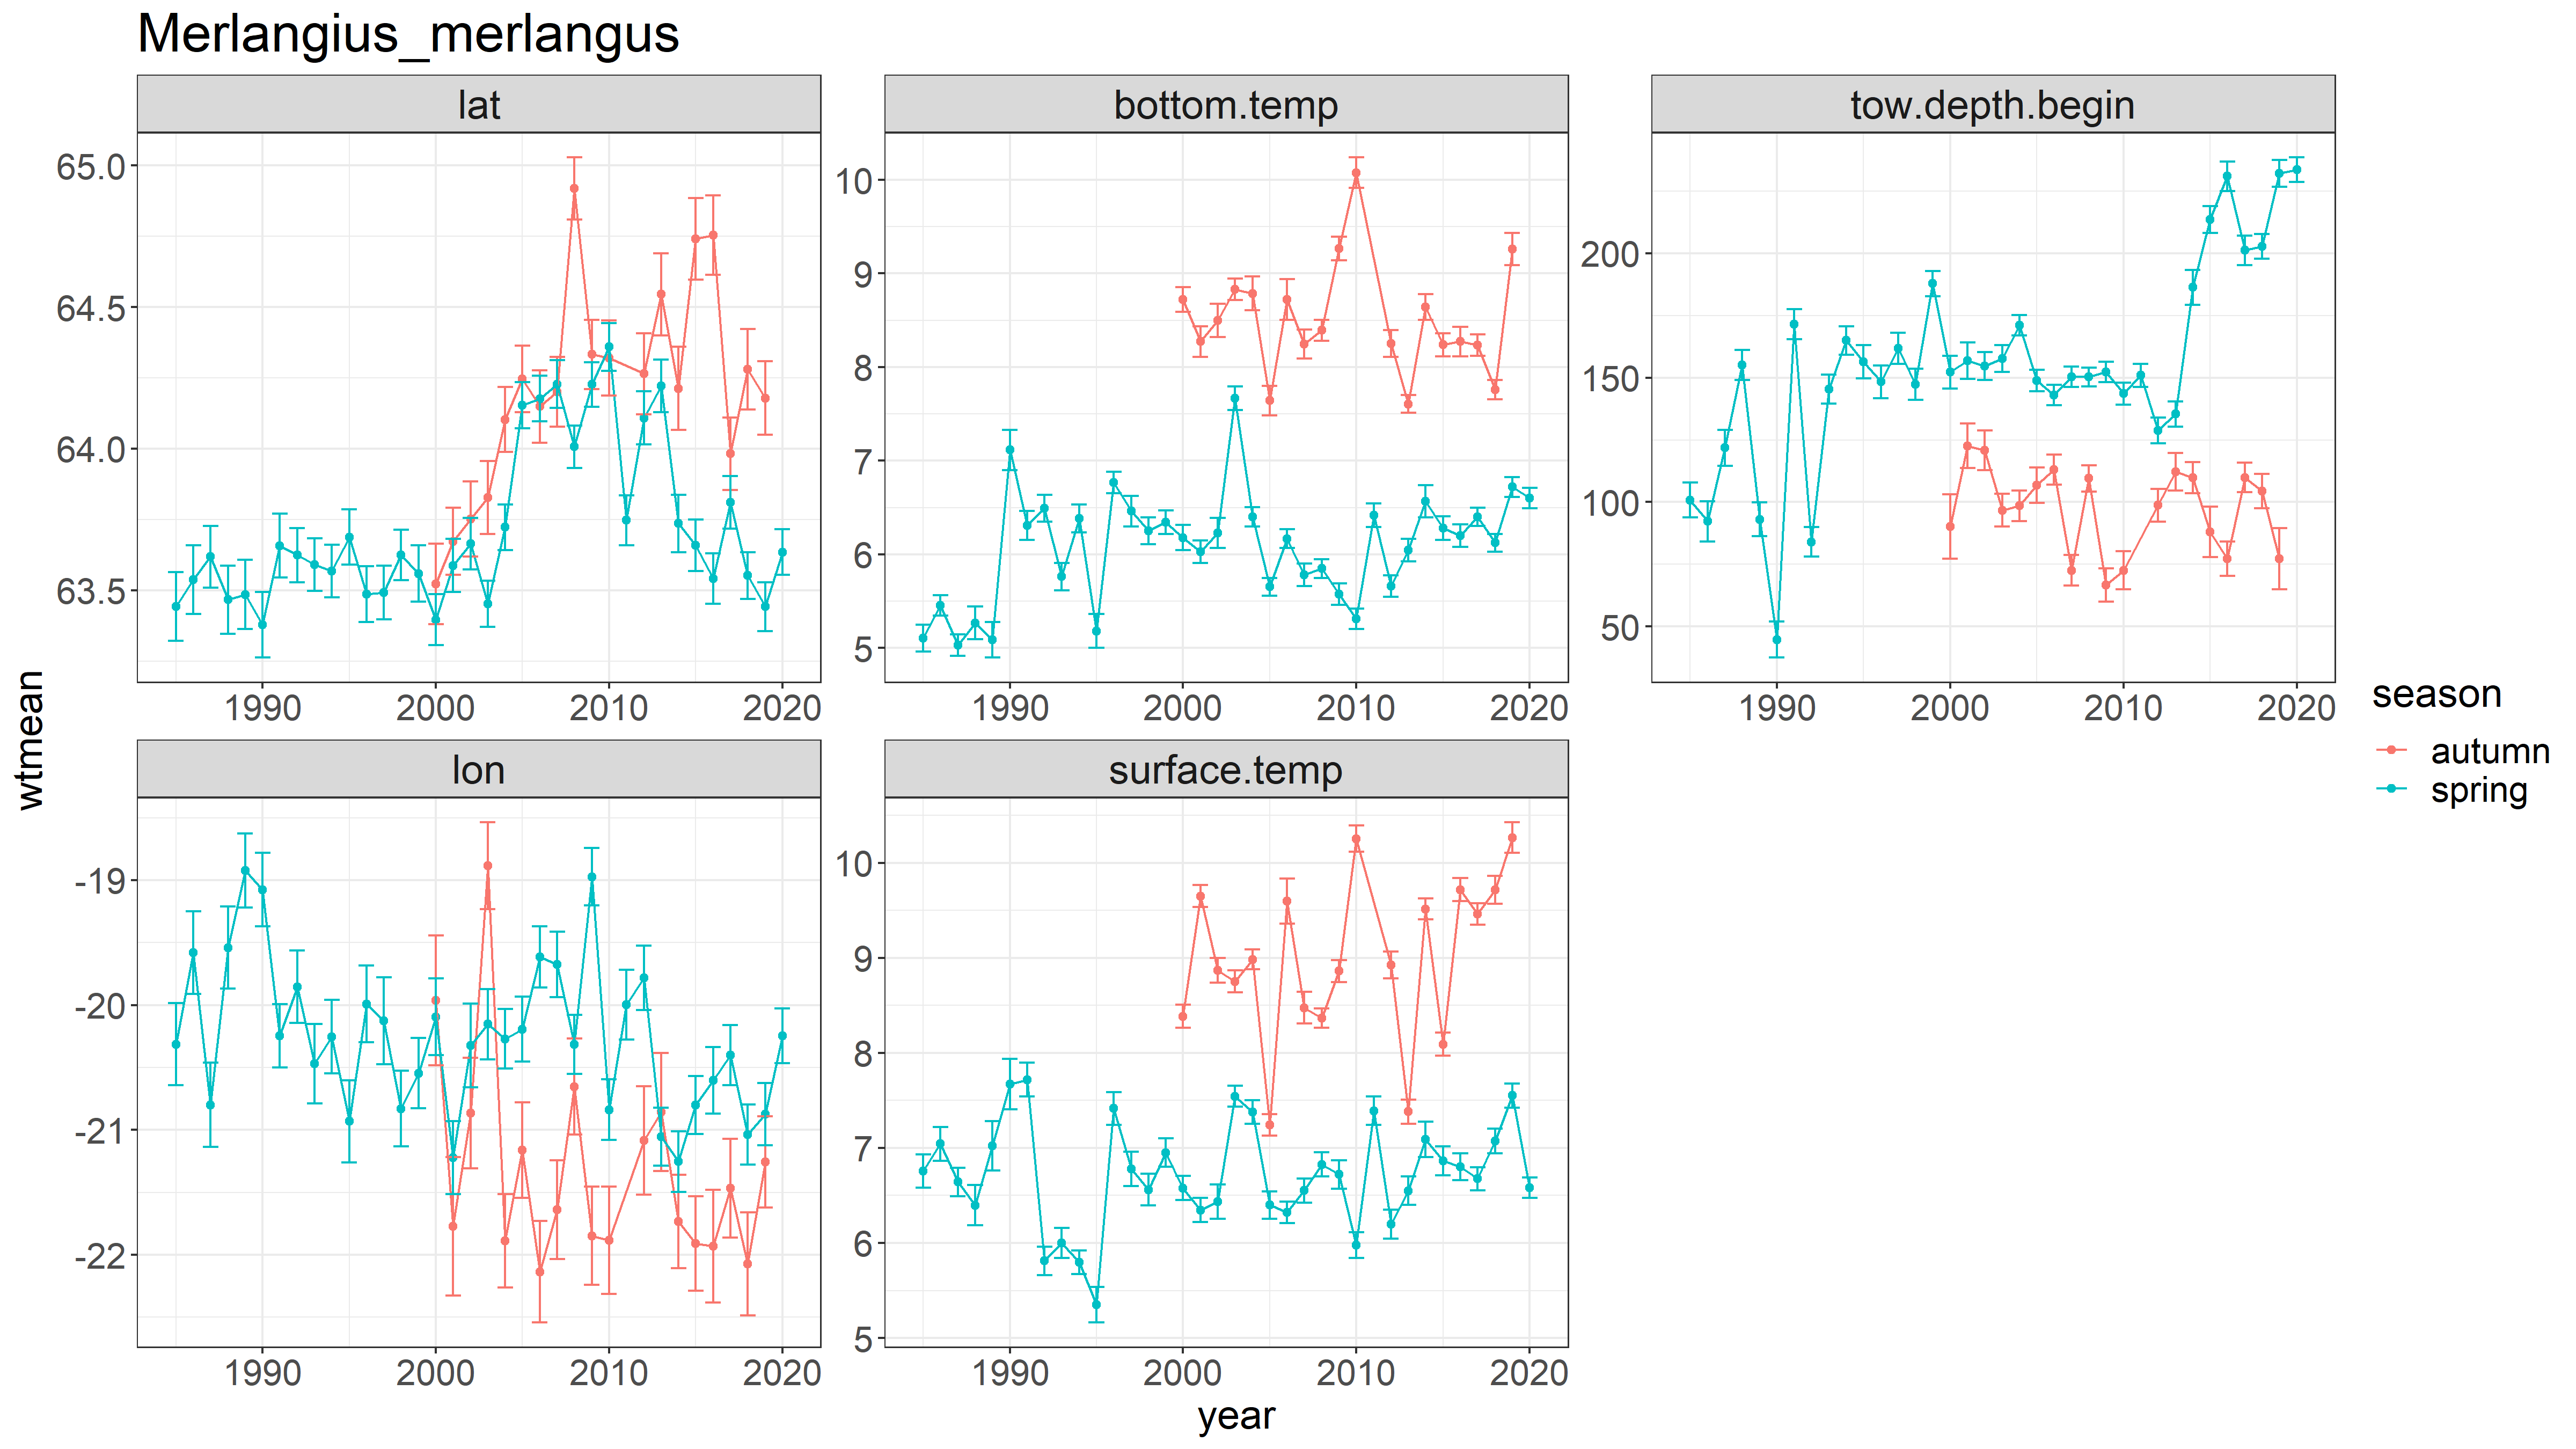 Merlangius_merlangus
lat
bottom.temp
tow.depth.begin
65.0
64.5
64.0
63.5
10
9
8
7
6
5
200
150
100
50
1990 2000 2010 2020
1990 2000 2010 2020
1990 2000 2010 2020
lon
surface.temp
-19
-20
-21
-22
10
9
8
7
6
5
1990 2000 2010 2020
1990 2000 2010 2020
wtmean
year
season
autumn
spring